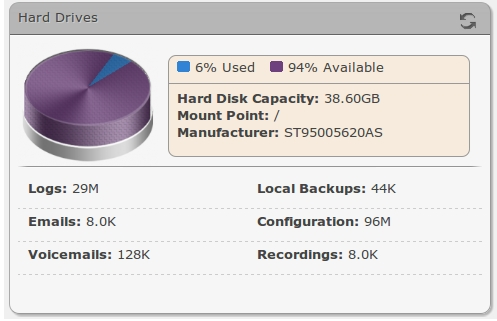 Hard Drives
6% Used 94% Available
Hard Disk Capacity: 38.60GB
Mount Point: /
Manufacturer: ST95005620AS
Logs: 29M Local Backups: 44K
Emails: 8.0K Configuration: 96M
Voicemails: 128K Recordings: 8.0K